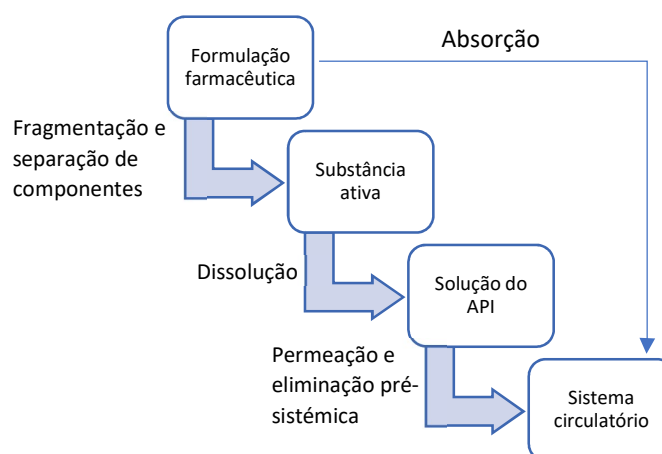 Formulação
farmacêutica
Absorção
Fragmentação e
separação de
componentes
Substância
ativa
Dissolução
Solução do
API
Permeação e
eliminação pré-
sistémica
Sistema
circulatório